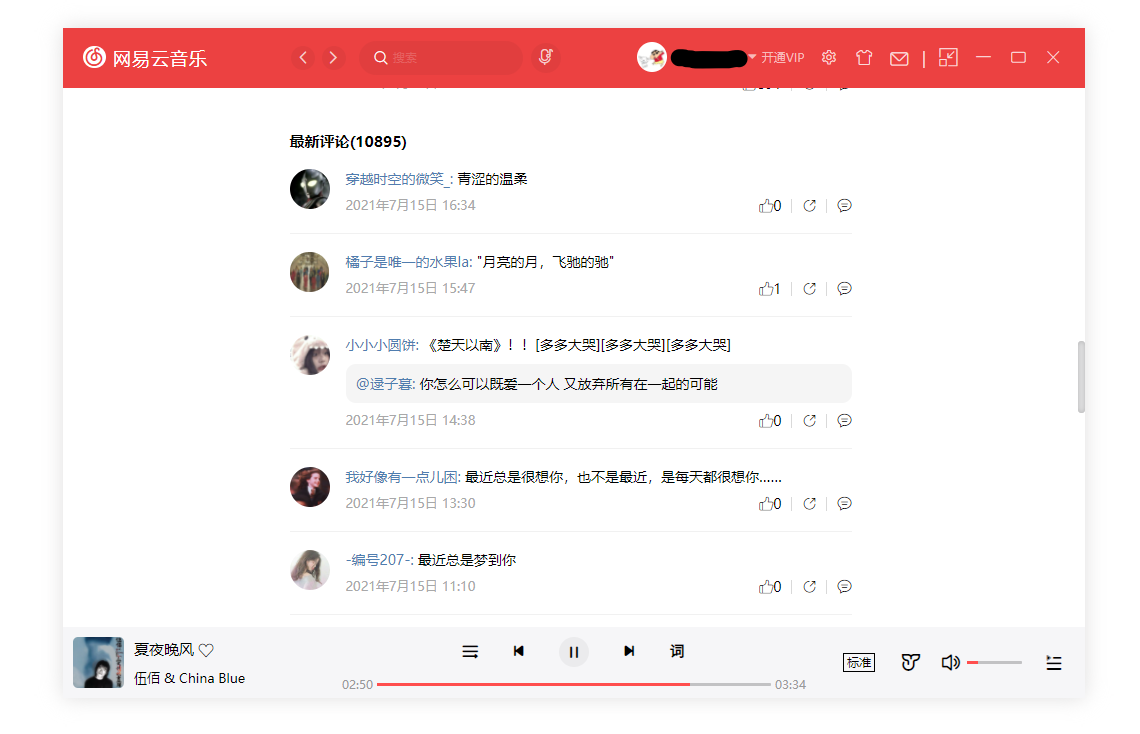 网易云音乐
搜索
开通VIP
最新评论(10895)
穿越时空的微笑_: 青涩的温柔
2021年7月15日 16:34
0
橘子是唯一的水果la: "月亮的月，飞驰的驰"
2021年7月15日 15:47
1
小小小圆饼: 《楚天以南》！！[多多大哭][多多大哭][多多大哭]
@逯子暮: 你怎么可以既爱一个人 又放弃所有在一起的可能
2021年7月15日 14:38
0
我好像有一点儿困: 最近总是很想你，也不是最近，是每天都很想你......
2021年7月15日 13:30
0
-编号207-: 最近总是梦到你
2021年7月15日 11:10
0
夏夜晚风
伍佰 & China Blue
词
标准
02:50
03:34